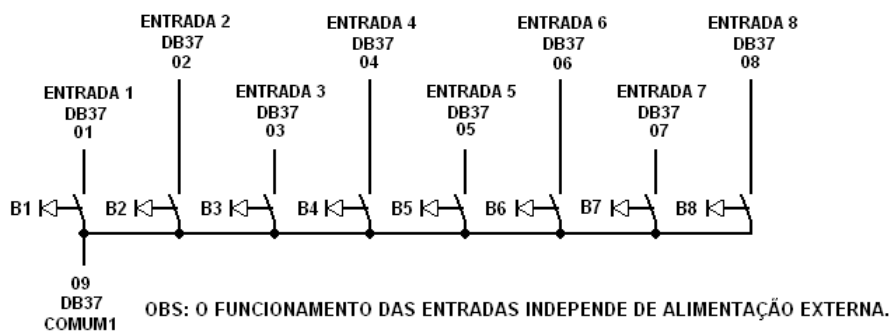 ENTRADA 1
DB37
01
ENTRADA 2
DB37
02
ENTRADA 3
DB37
03
ENTRADA 4
DB37
04
ENTRADA 5
DB37
05
ENTRADA 6
DB37
06
ENTRADA 7
DB37
07
ENTRADA 8
DB37
08
B1
B2
B3
B4
B5
B6
B7
B8
09
DB37
COMUM1
OBS: O FUNCIONAMENTO DAS ENTRADAS INDEPENDE DE ALIMENTAÇÃO EXTERNA.